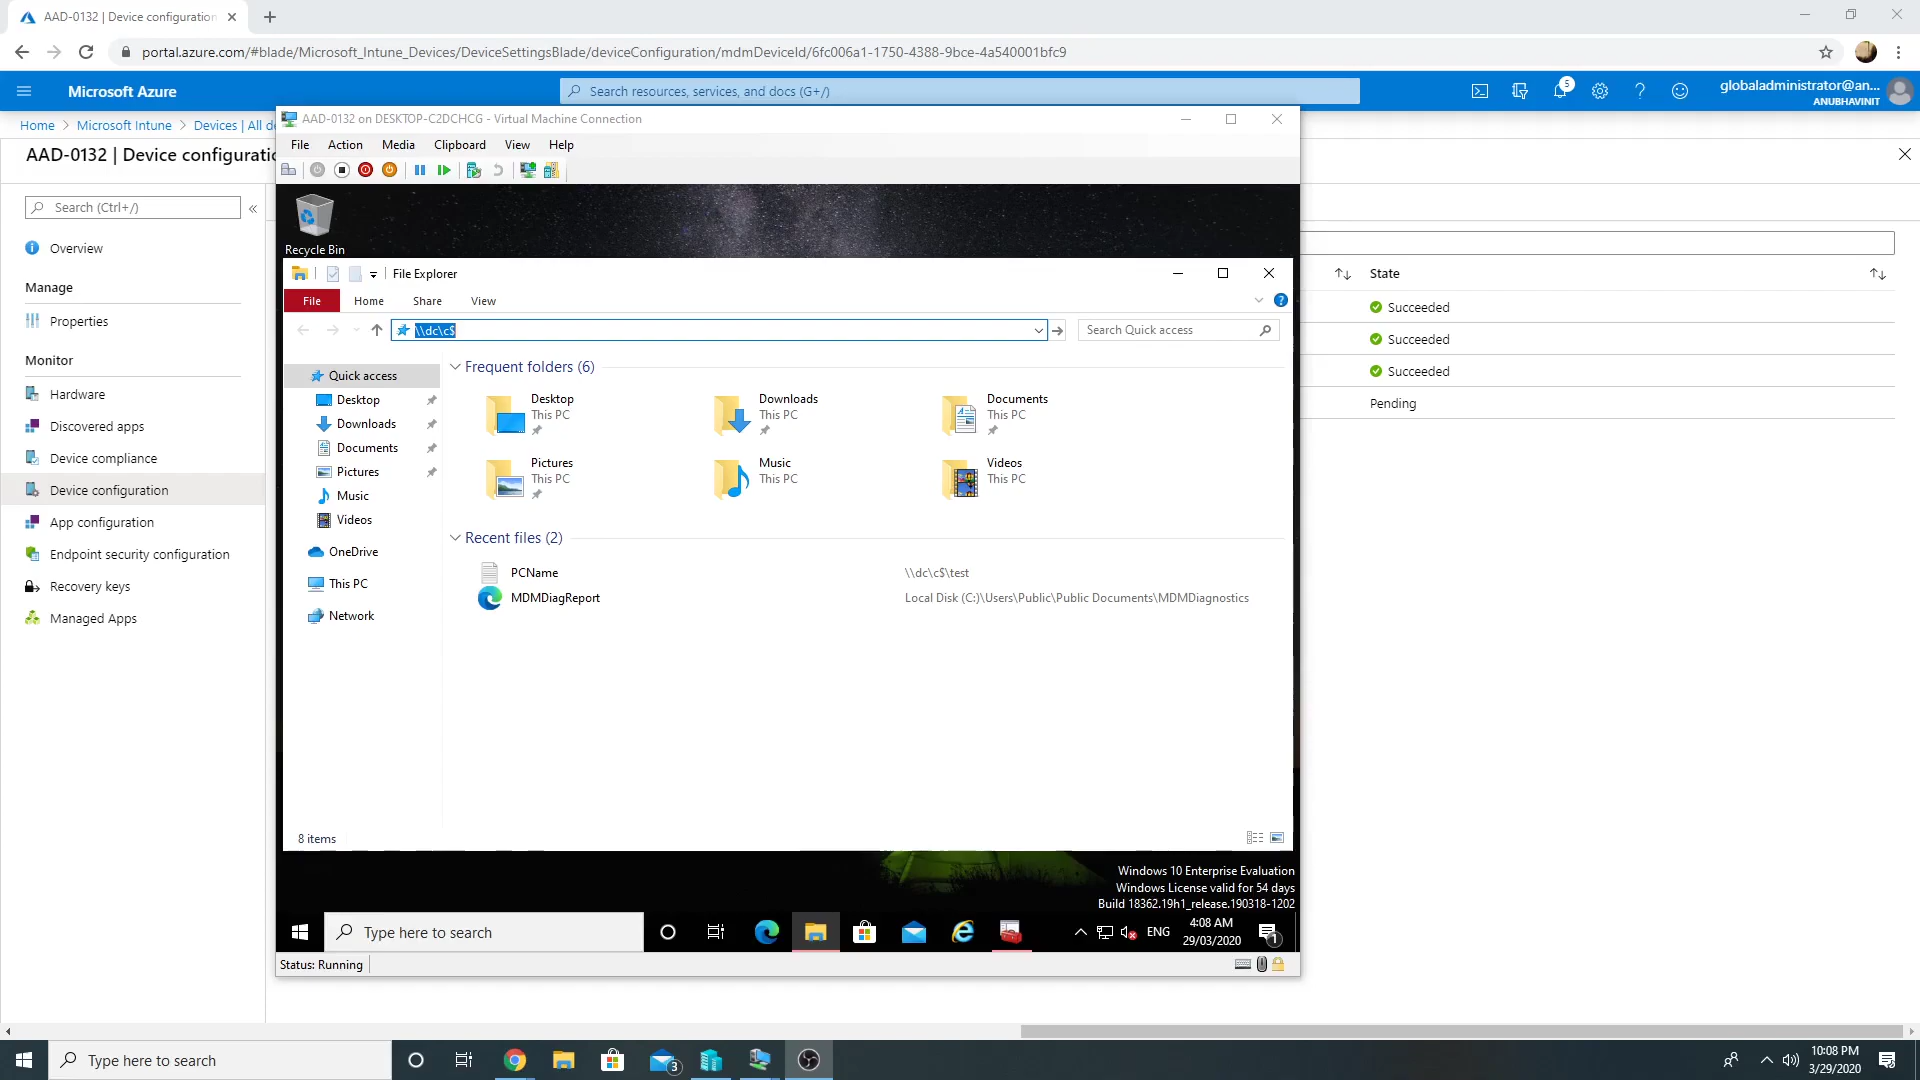 AAD-0132 | Device configuration
portal.azure.com/#blade/Microsoft_Intune_Devices/DeviceSettingsBlade/deviceConfiguration/mdmDeviceId/6fc006a1-1750-4388-9bce-4a540001bfc9
Microsoft Azure
Search resources, services, and docs (G+/)
5
globaladministrator@an...
ANUBHAVINIT
Home > Microsoft Intune > Devices | All de
AAD-0132 | Device configuratio
Search (Ctrl+/)
«
Overview
Manage
Properties
Monitor
Hardware
Discovered apps
Device compliance
Device configuration
App configuration
Endpoint security configuration
Recovery keys
Managed Apps
State
Succeeded
Succeeded
Succeeded
Pending
AAD-0132 on DESKTOP-C2DCHCG - Virtual Machine Connection
File Action Media Clipboard View Help
Recycle Bin
File Explorer
File Home Share View
\\dc\c$
Search Quick access
Quick access
Desktop
Downloads
Documents
Pictures
Music
Videos
OneDrive
This PC
Network
Frequent folders (6)
Desktop
This PC
Downloads
This PC
Documents
This PC
Pictures
This PC
Music
This PC
Videos
This PC
Recent files (2)
PCName \\dc\c$\test
MDMDiagReport Local Disk (C:)\Users\Public\Public Documents\MDMDiagnostics
8 items
Windows 10 Enterprise Evaluation
Windows License valid for 54 days
Build 18362.19h1_release.190318-1202
Type here to search
ENG
4:08 AM
29/03/2020
1
Status: Running
Type here to search
3
10:08 PM
3/29/2020